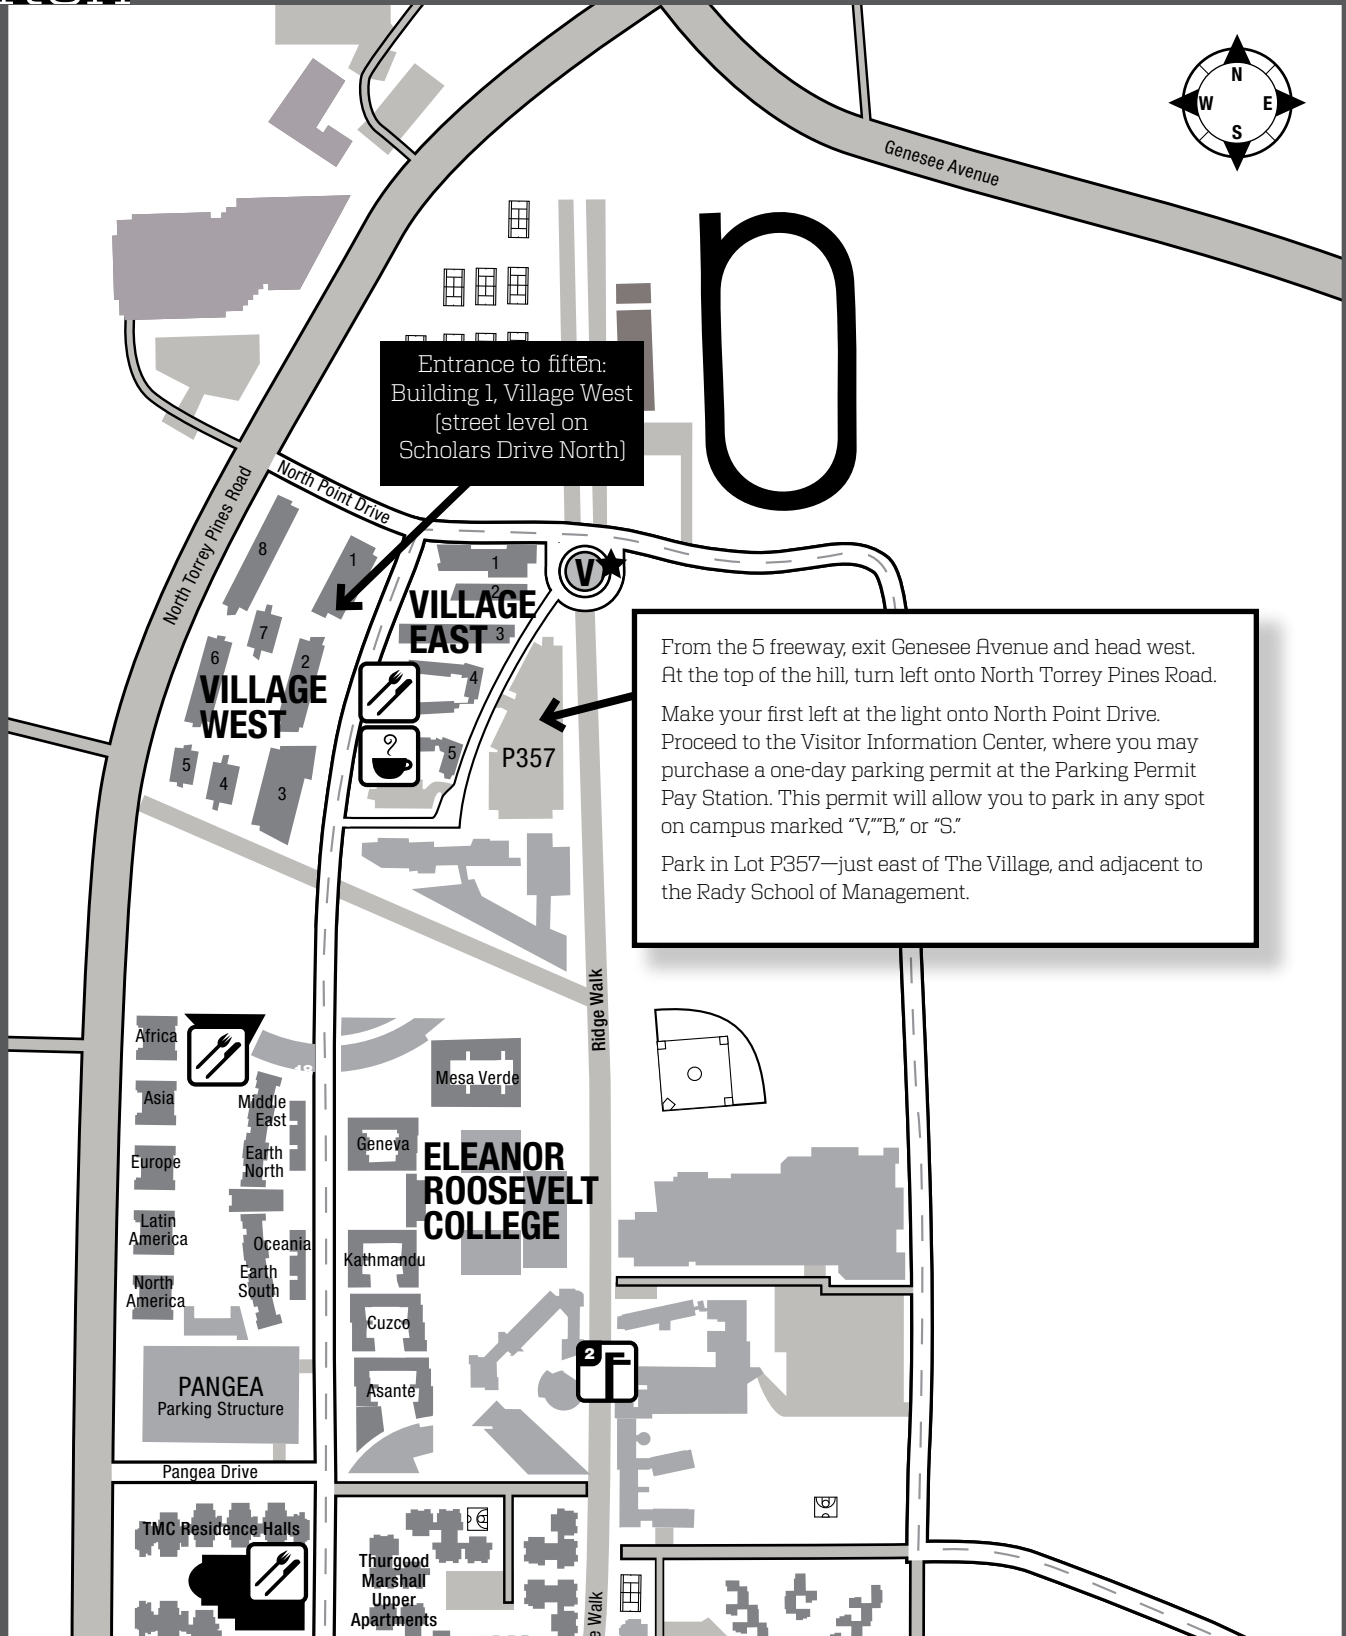 N
W E
S
Genesee Avenue
Entrance to fiftēn:
Building 1, Village West
(street level on
Scholars Drive North)
North Torrey Pines Road
North Point Drive
8
1
7
6
2
VILLAGE
WEST
5
4
3
1
2
VILLAGE
EAST
3
4
5
V
P357
From the 5 freeway, exit Genesee Avenue and head west.
At the top of the hill, turn left onto North Torrey Pines Road.
Make your first left at the light onto North Point Drive.
Proceed to the Visitor Information Center, where you may
purchase a one-day parking permit at the Parking Permit
Pay Station. This permit will allow you to park in any spot
on campus marked “V,””B,” or “S.”
Park in Lot P357—just east of The Village, and adjacent to
the Rady School of Management.
Ridge Walk
Africa
Asia
Europe
Latin
America
North
America
Middle
East
Earth
North
Oceania
Earth
South
Mesa Verde
Geneva
ELEANOR
ROOSEVELT
COLLEGE
Kathmandu
Cuzco
Asante
2
F
PANGEA
Parking Structure
Pangea Drive
TMC Residence Halls
Thurgood
Marshall
Upper
Apartments
Walk